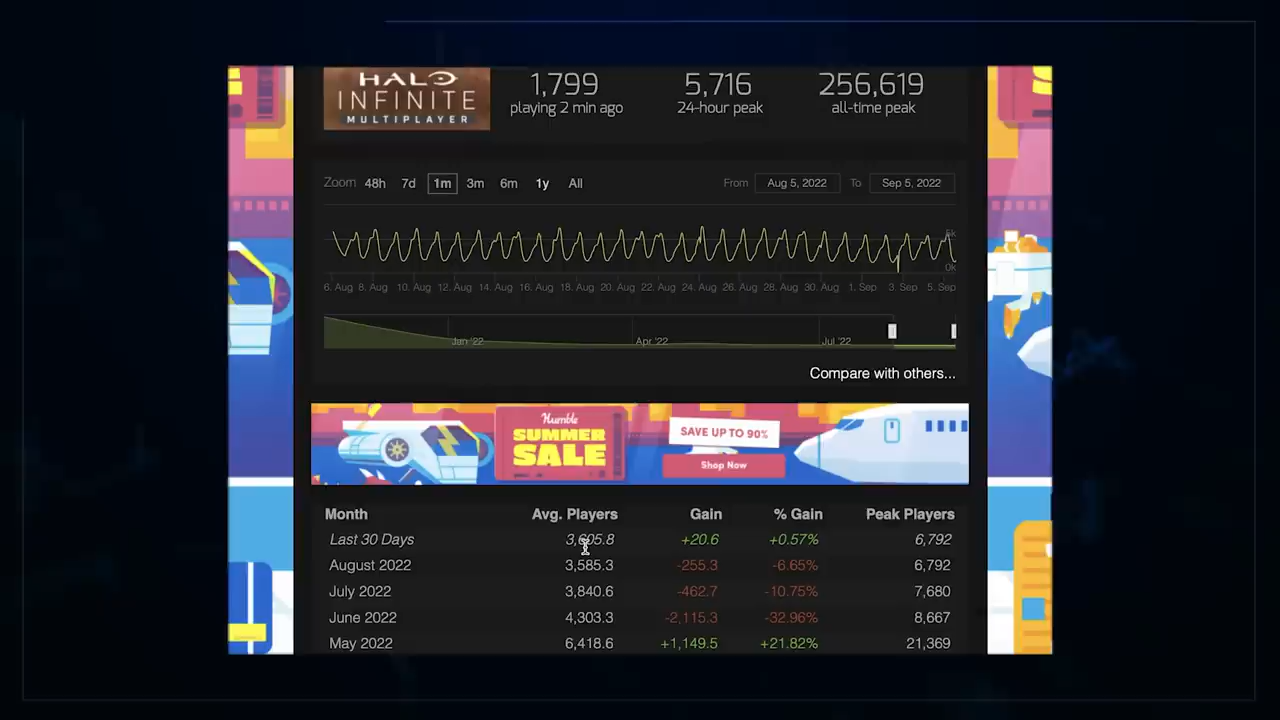 HALO
INFINITE
MULTIPLAYER
1,799
playing 2 min ago
5,716
24-hour peak
256,619
all-time peak
Zoom 48h 7d 1m 3m 6m 1y All
From Aug 5, 2022 To Sep 5, 2022
5k
0k
6. Aug 8. Aug 10. Aug 12. Aug 14. Aug 16. Aug 18. Aug 20. Aug 22. Aug 24. Aug 26. Aug 28. Aug 30. Aug 1. Sep 3. Sep 5. Sep
Jan '22 Apr '22 Jul '22
Compare with others...
Humble
SUMMER
SALE
SAVE UP TO 90%
Shop Now
Month Avg. Players Gain % Gain Peak Players
Last 30 Days 3,605.8 +20.6 +0.57% 6,792
August 2022 3,585.3 -255.3 -6.65% 6,792
July 2022 3,840.6 -462.7 -10.75% 7,680
June 2022 4,303.3 -2,115.3 -32.96% 8,667
May 2022 6,418.6 +1,149.5 +21.82% 21,369